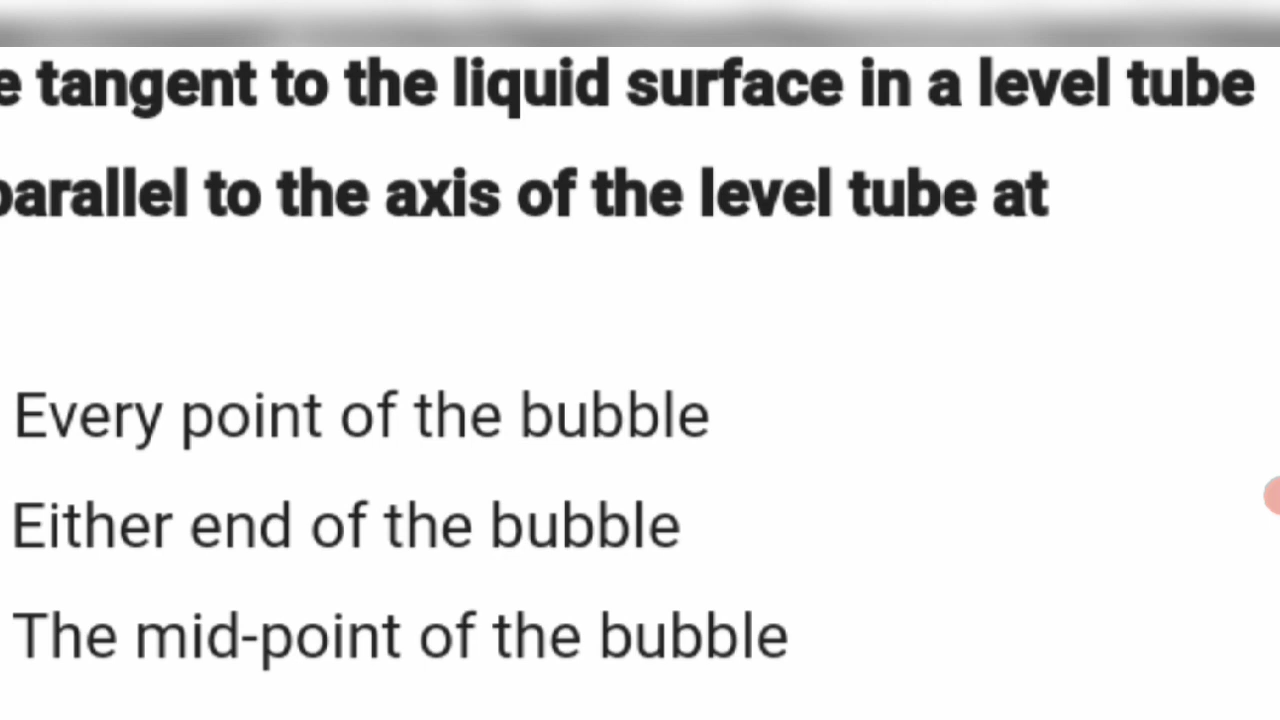 e tangent to the liquid surface in a level tube
parallel to the axis of the level tube at
Every point of the bubble
Either end of the bubble
The mid-point of the bubble